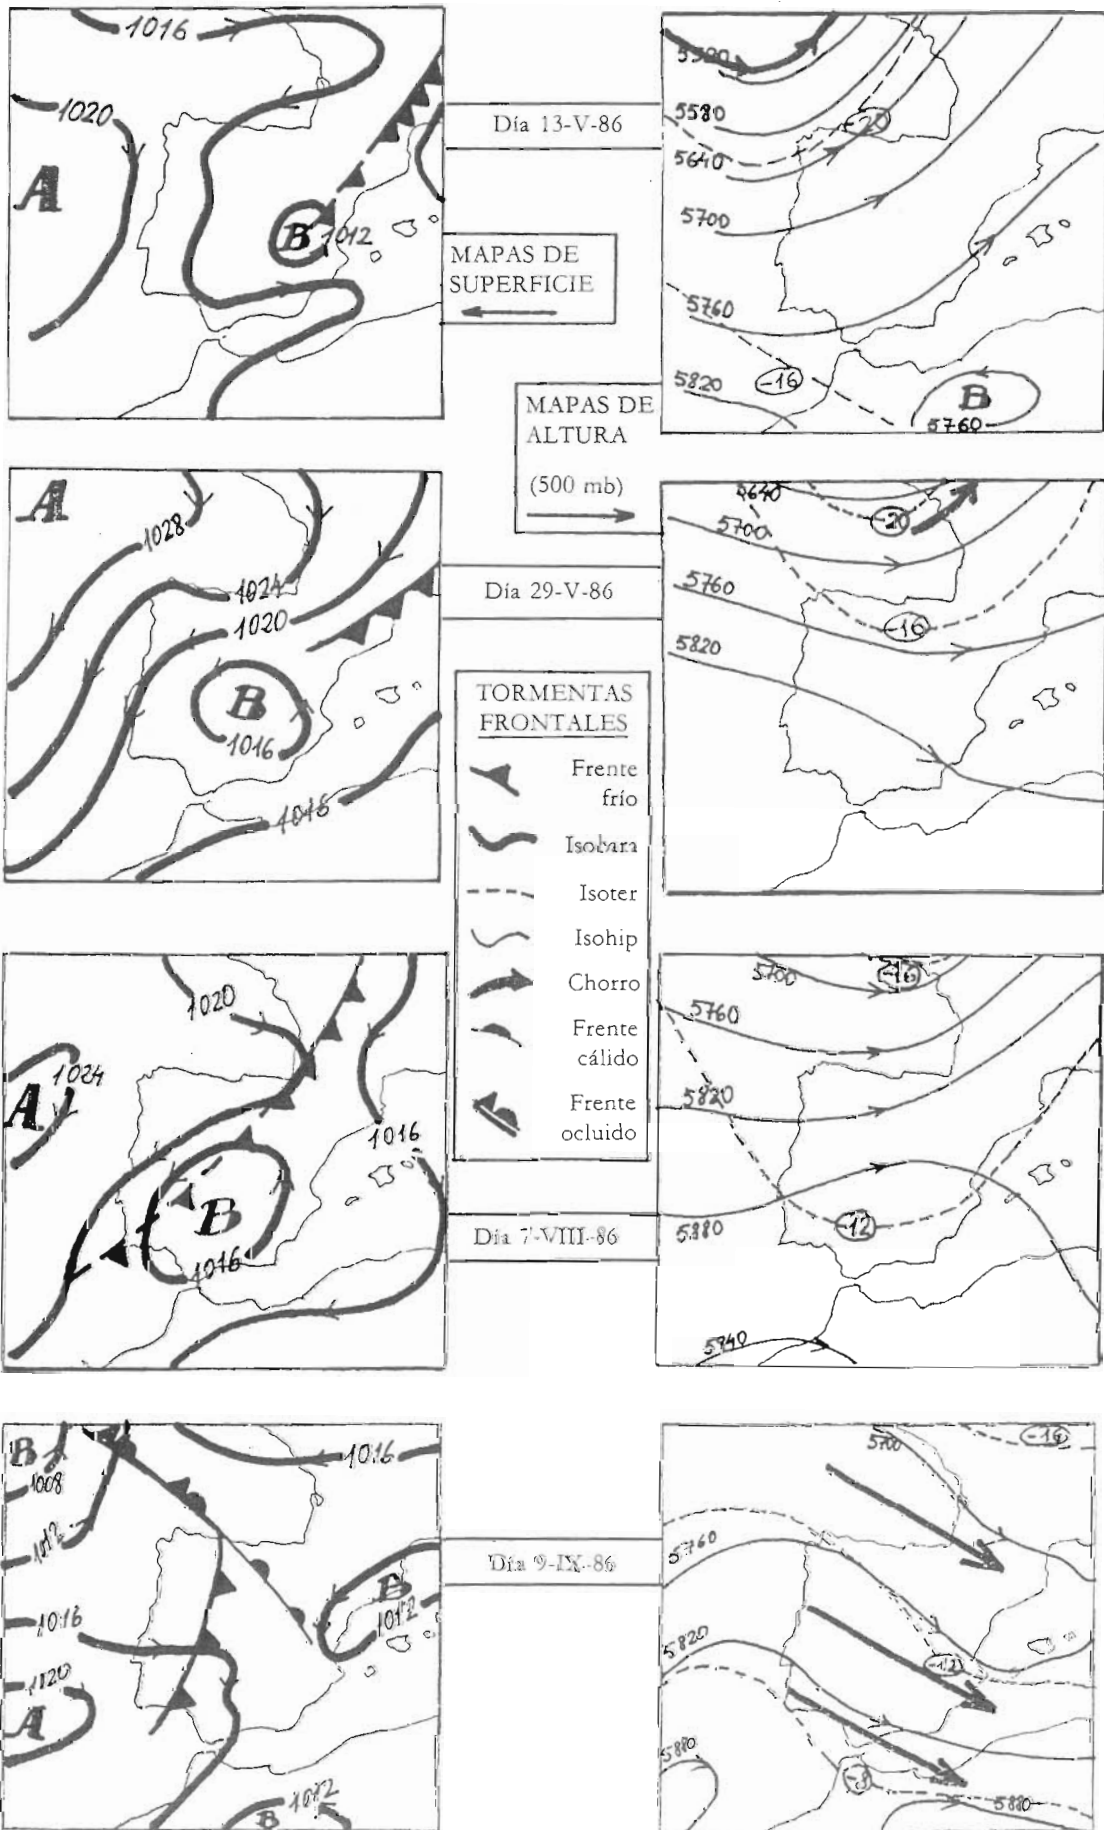 1016
1020
A
B 1012
Día 13-V-86
MAPAS DE
SUPERFICIE
5580
5640
5700
5760
5820
-20
-16
B
5760
MAPAS DE
ALTURA
(500 mb)
A
1028
1024
1020
B
1016
1016
Día 29-V-86
5640
5700
5760
5820
-20
-16
TORMENTAS
FRONTALES
Frente
frío
Isobara
Isoter
Isohip
Chorro
Frente
cálido
Frente
ocluido
1020
1024
A
1016
B
1016
Día 7-VIII-86
5700
-16
5760
5820
5880
-12
5940
B
1008
1012
1016
1016
1120
A
B
1012
B 1012
Día 9-IX-86
5700
-16
5760
5820
-12
5880
-8
5880